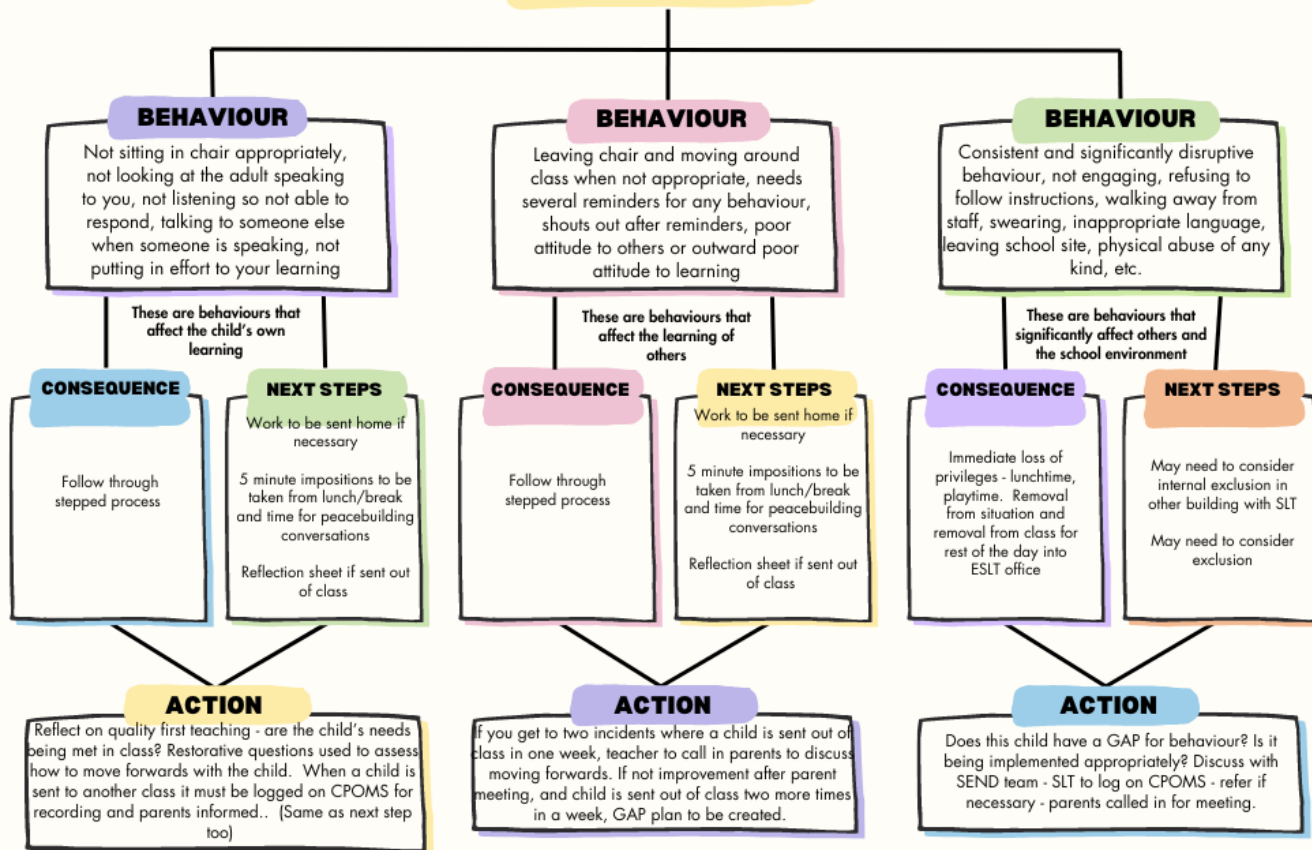 BEHAVIOUR
Not sitting in chair appropriately,
not looking at the adult speaking
to you, not listening so not able to
respond, talking to someone else
when someone is speaking, not
putting in effort to your learning
These are behaviours that
affect the child's own
learning
CONSEQUENCE
Follow through
stepped process
NEXT STEPS
Work to be sent home if
necessary
5 minute impositions to be
taken from lunch/break
and time for peacebuilding
conversations
Reflection sheet if sent out
of class
ACTION
Reflect on quality first teaching - are the child's needs
being met in class? Restorative questions used to assess
how to move forwards with the child. When a child is
sent to another class it must be logged on CPOMS for
recording and parents informed.. (Same as next step
too)
BEHAVIOUR
Leaving chair and moving around
class when not appropriate, needs
several reminders for any behaviour,
shouts out after reminders, poor
attitude to others or outward poor
attitude to learning
These are behaviours that
affect the learning of
others
CONSEQUENCE
Follow through
stepped process
NEXT STEPS
Work to be sent home if
necessary
5 minute impositions to be
taken from lunch/break
and time for peacebuilding
conversations
Reflection sheet if sent out
of class
ACTION
If you get to two incidents where a child is sent out of
class in one week, teacher to call in parents to discuss
moving forwards. If not improvement after parent
meeting, and child is sent out of class two more times
in a week, GAP plan to be created.
BEHAVIOUR
Consistent and significantly disruptive
behaviour, not engaging, refusing to
follow instructions, walking away from
staff, swearing, inappropriate language,
leaving school site, physical abuse of any
kind, etc.
These are behaviours that
significantly affect others and
the school environment
CONSEQUENCE
Immediate loss of
privileges - lunchtime,
playtime. Removal
from situation and
removal from class for
rest of the day into
ESLT office
NEXT STEPS
May need to consider
internal exclusion in
other building with SLT
May need to consider
exclusion
ACTION
Does this child have a GAP for behaviour? Is it
being implemented appropriately? Discuss with
SEND team - SLT to log on CPOMS - refer if
necessary - parents called in for meeting.